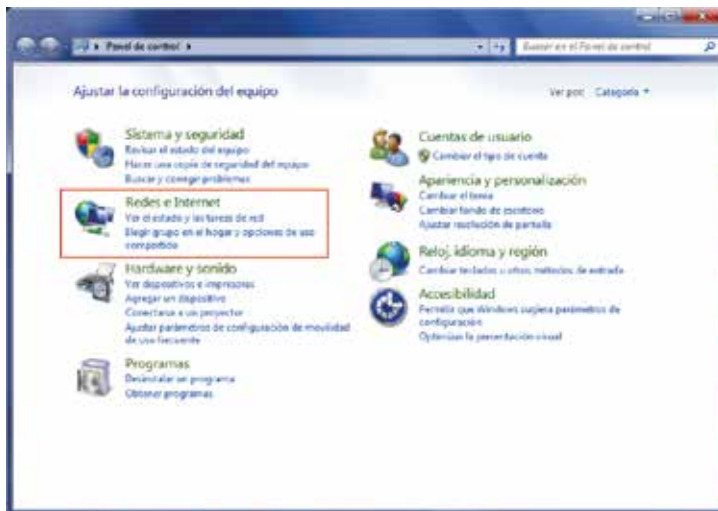 Panel de control
Buscar en el Panel de control
Ajustar la configuración del equipo
Ver por: Categoría
Sistema y seguridad
Revisar el estado del equipo
Hacer una copia de seguridad del equipo
Buscar y corregir problemas
Redes e Internet
Ver el estado y las tareas de red
Elegir grupo en el hogar y opciones de uso
compartido
Hardware y sonido
Ver dispositivos e impresoras
Agregar un dispositivo
Conectarse a un proyector
Ajustar parámetros de configuración de movilidad
de uso frecuente
Programas
Desinstalar un programa
Obtener programas
Cuentas de usuario
Cambiar el tipo de cuenta
Apariencia y personalización
Cambiar el tema
Cambiar fondo de escritorio
Ajustar resolución de pantalla
Reloj, idioma y región
Cambiar teclados u otros métodos de entrada
Accesibilidad
Permitir que Windows sugiera parámetros de
configuración
Optimizar la presentación visual